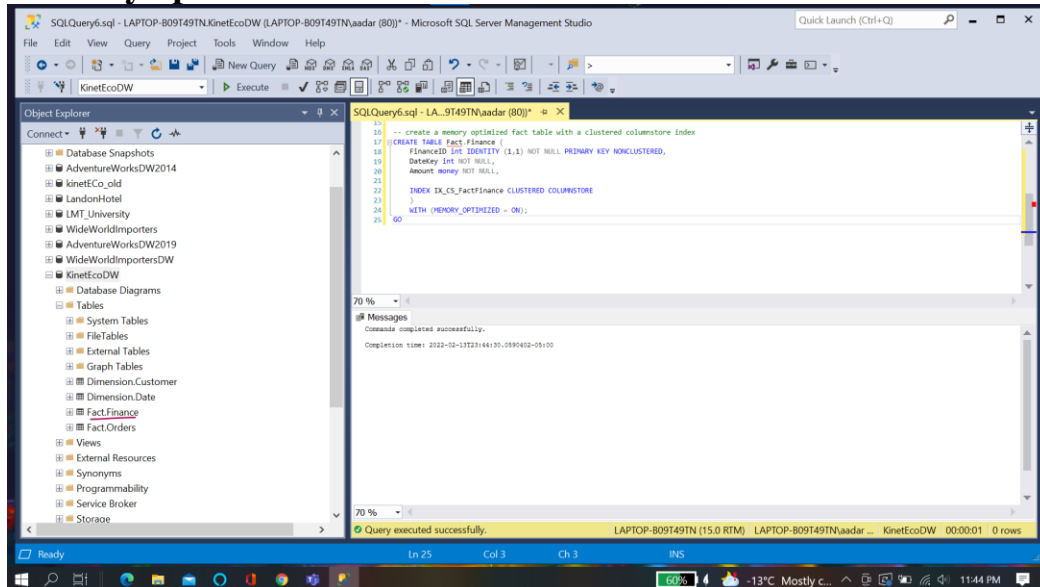 SQLQuery6.sql - LAPTOP-B09T49TN.KinetEcoDW (LAPTOP-B09T49TN\aadar (80))* - Microsoft SQL Server Management Studio
Quick Launch (Ctrl+Q)
File Edit View Query Project Tools Window Help
New Query
KinetEcoDW
Execute
Object Explorer
Connect
Database Snapshots
AdventureWorksDW2014
kinetECo_old
LandonHotel
LMT_University
WideWorldImporters
AdventureWorksDW2019
WideWorldImportersDW
KinetEcoDW
Database Diagrams
Tables
System Tables
FileTables
External Tables
Graph Tables
Dimension.Customer
Dimension.Date
Fact.Finance
Fact.Orders
Views
External Resources
Synonyms
Programmability
Service Broker
Storage
SQLQuery6.sql - LA...9T49TN\aadar (80))*
15
16 -- create a memory optimized fact table with a clustered columnstore index
17 CREATE TABLE Fact.Finance (
18 FinanceID int IDENTITY (1,1) NOT NULL PRIMARY KEY NONCLUSTERED,
19 DateKey int NOT NULL,
20 Amount money NOT NULL,
21
22 INDEX IX_CS_FactFinance CLUSTERED COLUMNSTORE
23 )
24 WITH (MEMORY_OPTIMIZED = ON);
25 GO
70 %
Messages
Commands completed successfully.
Completion time: 2022-02-13T23:44:30.0590402-05:00
70 %
Query executed successfully.
LAPTOP-B09T49TN (15.0 RTM) LAPTOP-B09T49TN\aadar ... KinetEcoDW 00:00:01 0 rows
Ready Ln 25 Col 3 Ch 3 INS
60% -13°C Mostly c... 11:44 PM